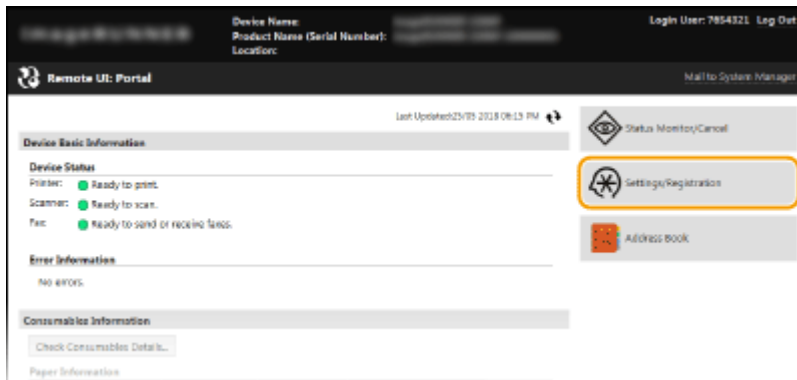 imageRUNNER
Device Name:
Product Name (Serial Number):
Location:
Login User: 7654321 Log Out
Remote UI: Portal
Mail to System Manager
Last Updated:25/05 2018 06:15 PM
Device Basic Information
Device Status
Printer: Ready to print.
Scanner: Ready to scan.
Fax: Ready to send or receive faxes.
Error Information
No errors.
Consumables Information
Check Consumables Details...
Paper Information
Status Monitor/Cancel
Settings/Registration
Address Book